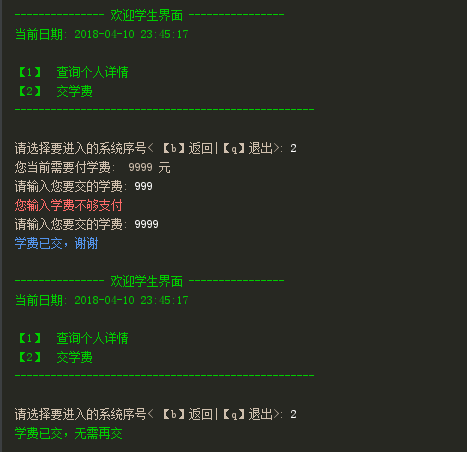 --------------- 欢迎学生界面 ----------------
当前日期: 2018-04-10 23:45:17
【1】 查询个人详情
【2】 交学费
--------------------------------------------------
请选择要进入的系统序号< 【b】返回|【q】退出>: 2
您当前需要付学费: 9999 元
请输入您要交的学费: 999
您输入学费不够支付
请输入您要交的学费: 9999
学费已交，谢谢
--------------- 欢迎学生界面 ----------------
当前日期: 2018-04-10 23:45:17
【1】 查询个人详情
【2】 交学费
--------------------------------------------------
请选择要进入的系统序号< 【b】返回|【q】退出>: 2
学费已交，无需再交